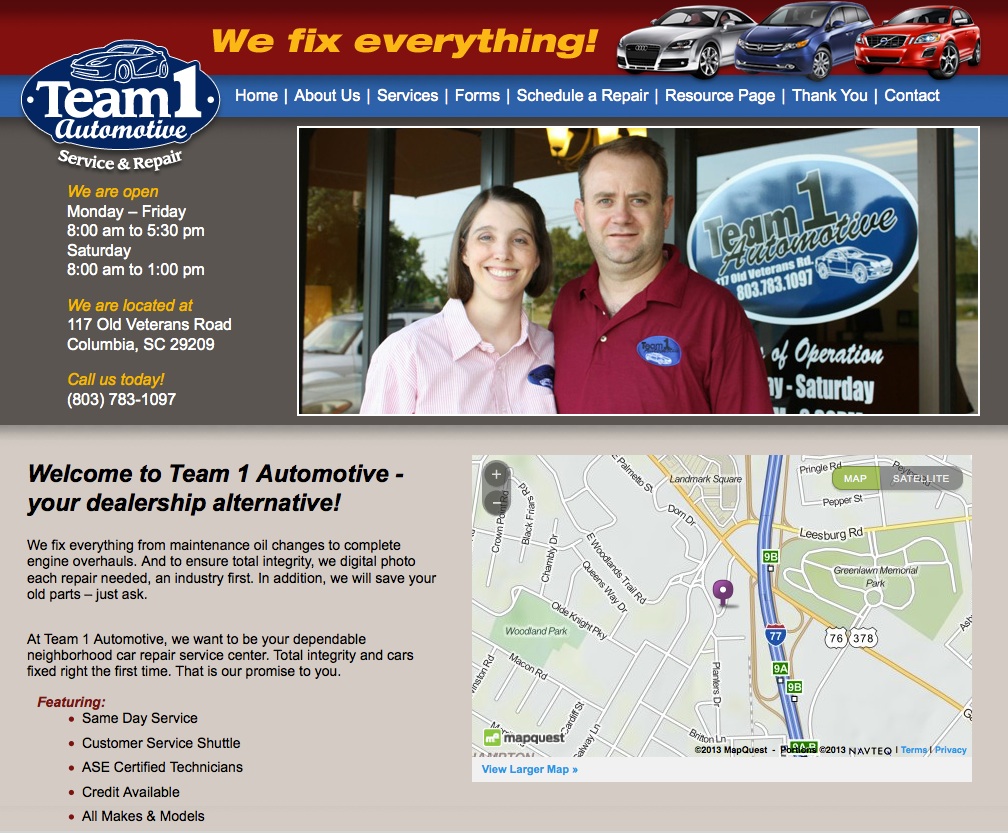 We fix everything!
Team 1
Automotive
Service & Repair
Home | About Us | Services | Forms | Schedule a Repair | Resource Page | Thank You | Contact
We are open
Monday – Friday
8:00 am to 5:30 pm
Saturday
8:00 am to 1:00 pm
We are located at
117 Old Veterans Road
Columbia, SC 29209
Call us today!
(803) 783-1097
Team 1
Automotive
117 Old Veterans Rd.
803.783.1097
Team 1
of Operation
- Saturday
Welcome to Team 1 Automotive -
your dealership alternative!
We fix everything from maintenance oil changes to complete
engine overhauls. And to ensure total integrity, we digital photo
each repair needed, an industry first. In addition, we will save your
old parts – just ask.
At Team 1 Automotive, we want to be your dependable
neighborhood car repair service center. Total integrity and cars
fixed right the first time. That is our promise to you.
Featuring:
• Same Day Service
• Customer Service Shuttle
• ASE Certified Technicians
• Credit Available
• All Makes & Models
+
-
MAP
SATELLITE
Palmetto St
Landmark Square
Pringle Rd
Pepper St
Dorn Dr
Leesburg Rd
Black Friars Rd
Chambly Dr
E Woodlands Trail Rd
Queens Way Dr
9B
Greenlawn Memorial
Park
Olde Knight Pky
Woodland Park
77
76
378
Macon Rd
9A
9B
Planters Dr
Cardiff St
Britton Ln
mapquest
©2013 MapQuest - Portions ©2013 NAVTEQ | Terms | Privacy
View Larger Map »